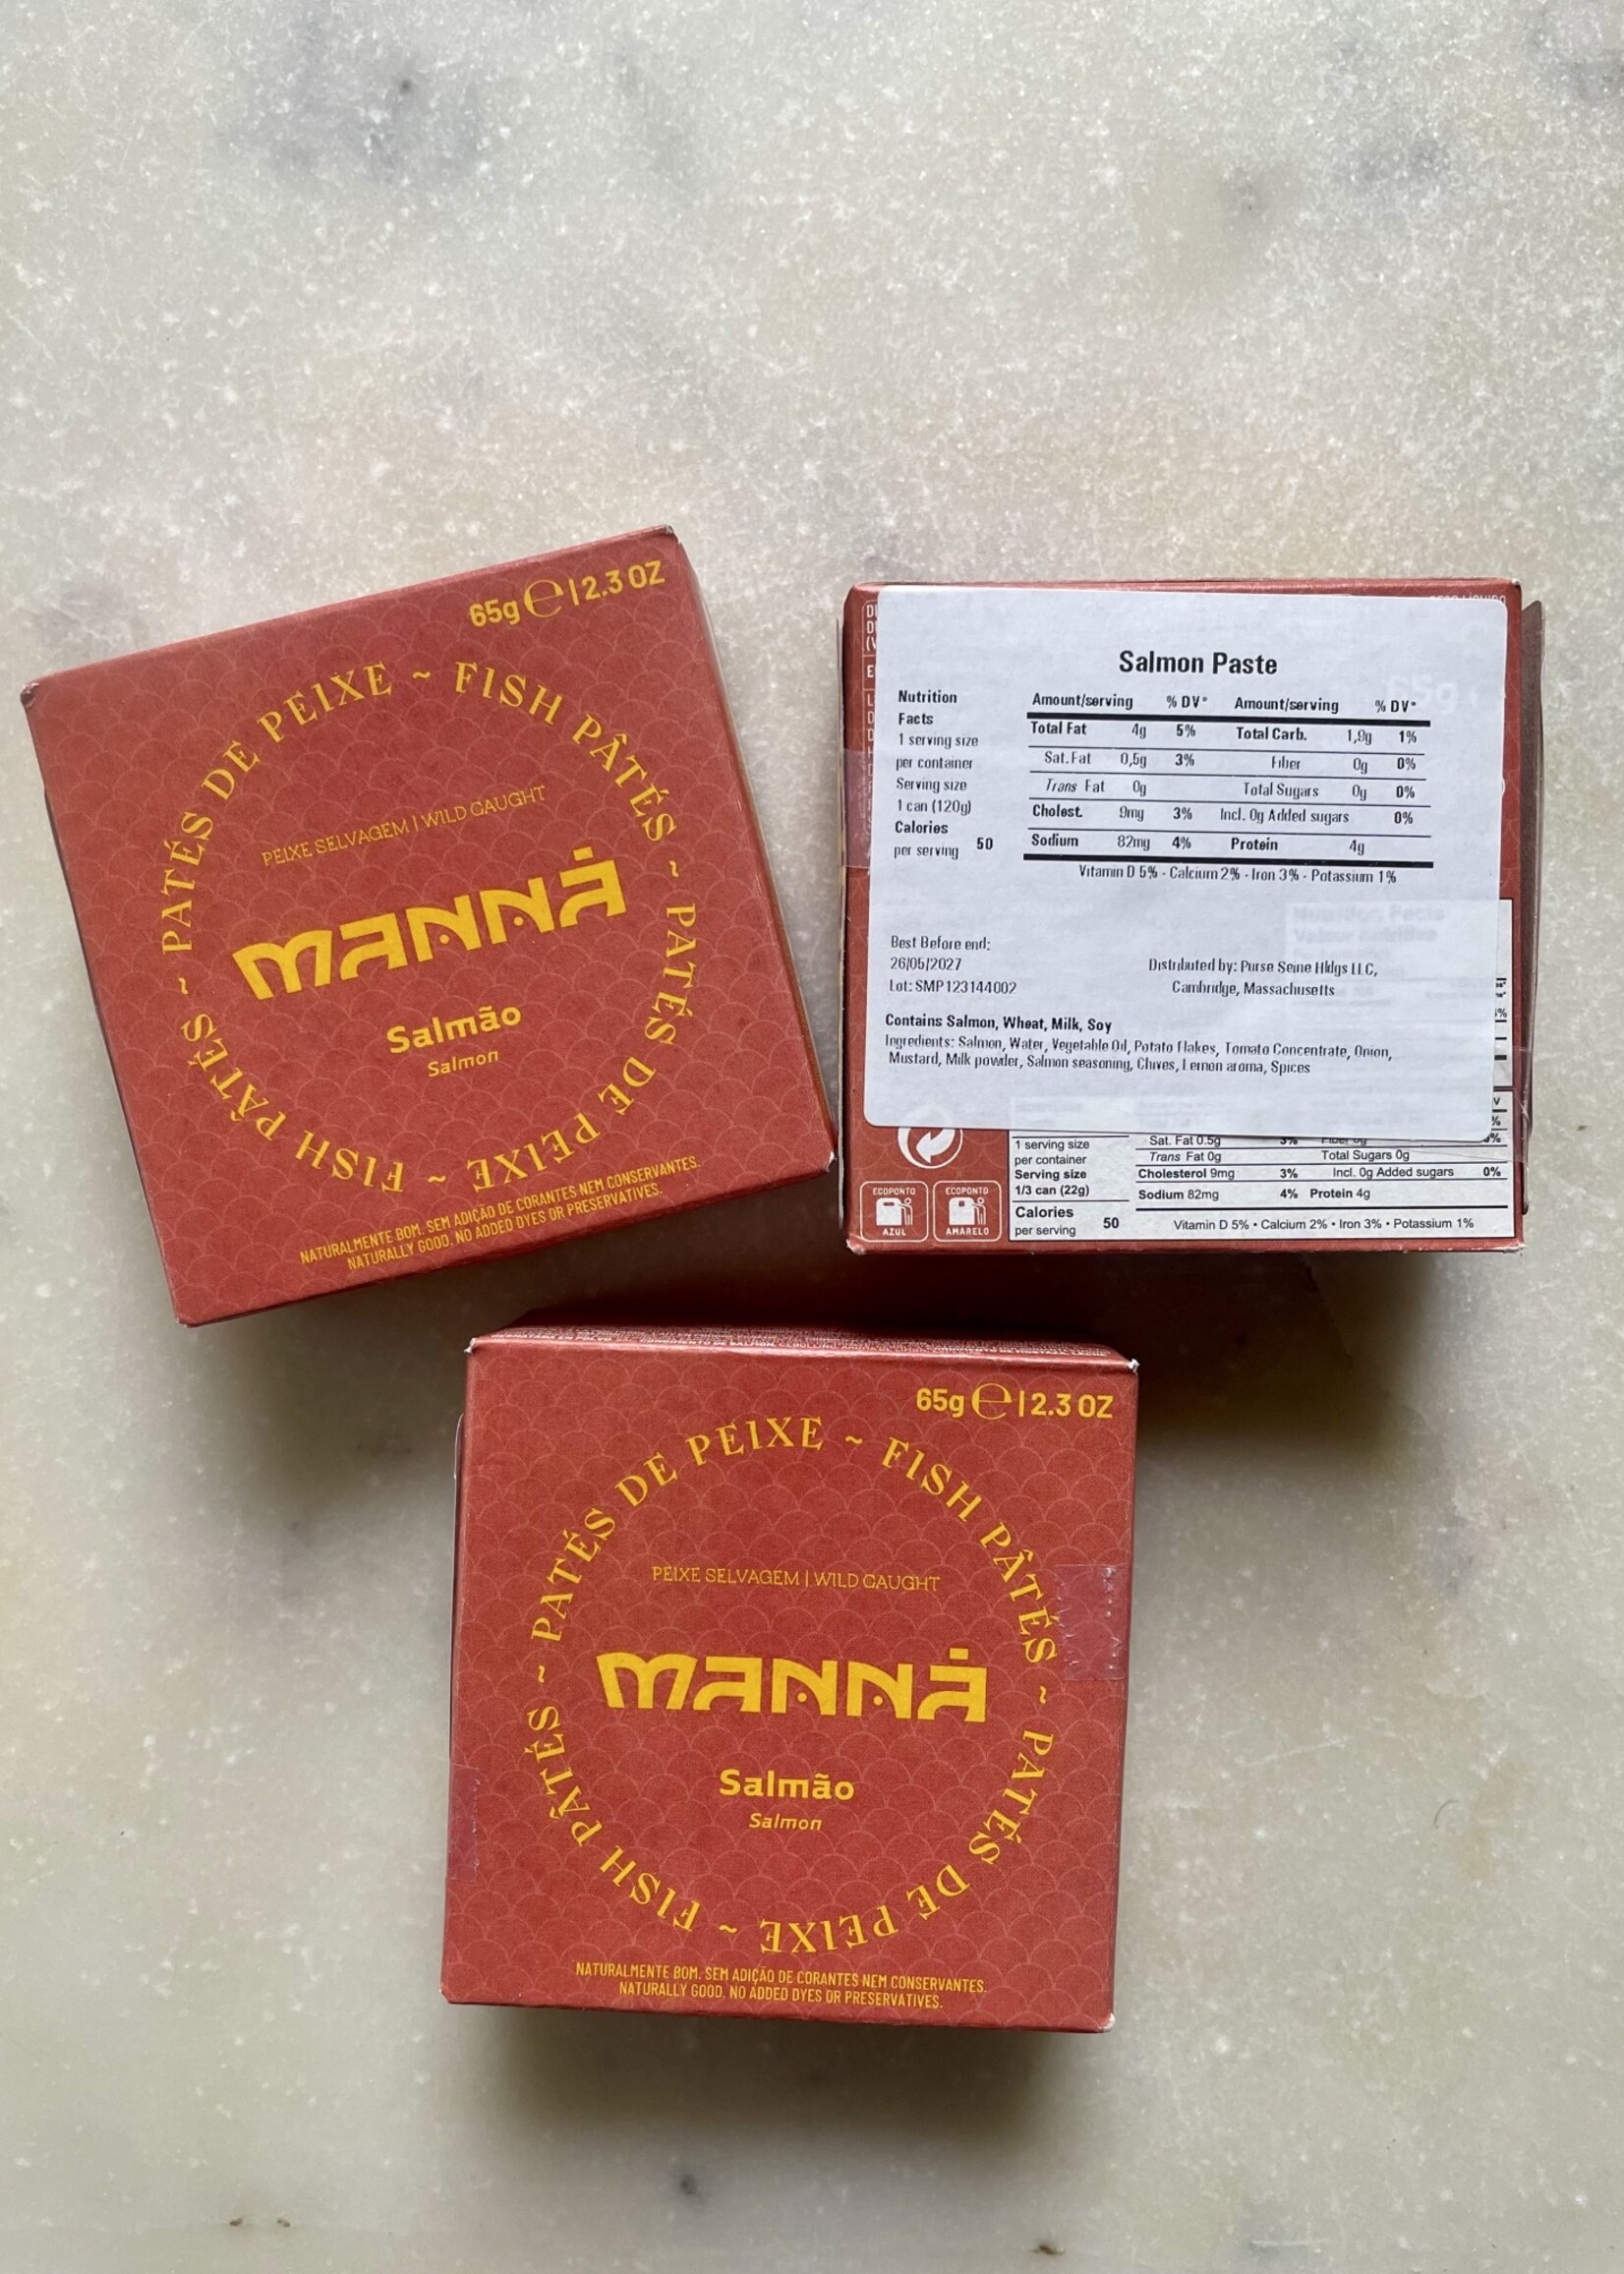 65g ℮ | 2.3 OZ
PATÉS DE PEIXE ~ FISH PÂTÉS ~ PATÉS DE PEIXE ~ FISH PÂTÉS ~
PEIXE SELVAGEM | WILD CAUGHT
MANNÁ
Salmão
Salmon
NATURALMENTE BOM. SEM ADIÇÃO DE CORANTES NEM CONSERVANTES.
NATURALLY GOOD. NO ADDED DYES OR PRESERVATIVES.
Salmon Paste
Nutrition
Facts
1 serving size
per container
Serving size
1 can (120g)
Calories
per serving 50
Amount/serving % DV* Amount/serving % DV*
Total Fat 4g 5% Total Carb. 1,9g 1%
Sat. Fat 0,5g 3% Fiber 0g 0%
Trans Fat 0g Total Sugars 0g 0%
Cholest. 9mg 3% Incl. 0g Added sugars 0%
Sodium 82mg 4% Protein 4g
Vitamin D 5% - Calcium 2% - Iron 3% - Potassium 1%
Best Before end:
26/05/2027
Lot: SMP123144002
Distributed by: Purse Seine Hldgs LLC,
Cambridge, Massachusetts
Contains Salmon, Wheat, Milk, Soy
Ingredients: Salmon, Water, Vegetable Oil, Potato Flakes, Tomato Concentrate, Onion,
Mustard, Milk powder, Salmon seasoning, Chives, Lemon aroma, Spices
ECOPONTO
AZUL
ECOPONTO
AMARELO
1 serving size
per container
Serving size
1/3 can (22g)
Calories
per serving 50
Sat. Fat 0.5g 3% Fiber 0g
Trans Fat 0g Total Sugars 0g
Cholesterol 9mg 3% Incl. 0g Added sugars 0%
Sodium 82mg 4% Protein 4g
Vitamin D 5% • Calcium 2% • Iron 3% • Potassium 1%
65g ℮ | 2.3 OZ
PATÉS DE PEIXE ~ FISH PÂTÉS ~ PATÉS DE PEIXE ~ FISH PÂTÉS ~
PEIXE SELVAGEM | WILD CAUGHT
MANNÁ
Salmão
Salmon
NATURALMENTE BOM. SEM ADIÇÃO DE CORANTES NEM CONSERVANTES.
NATURALLY GOOD. NO ADDED DYES OR PRESERVATIVES.